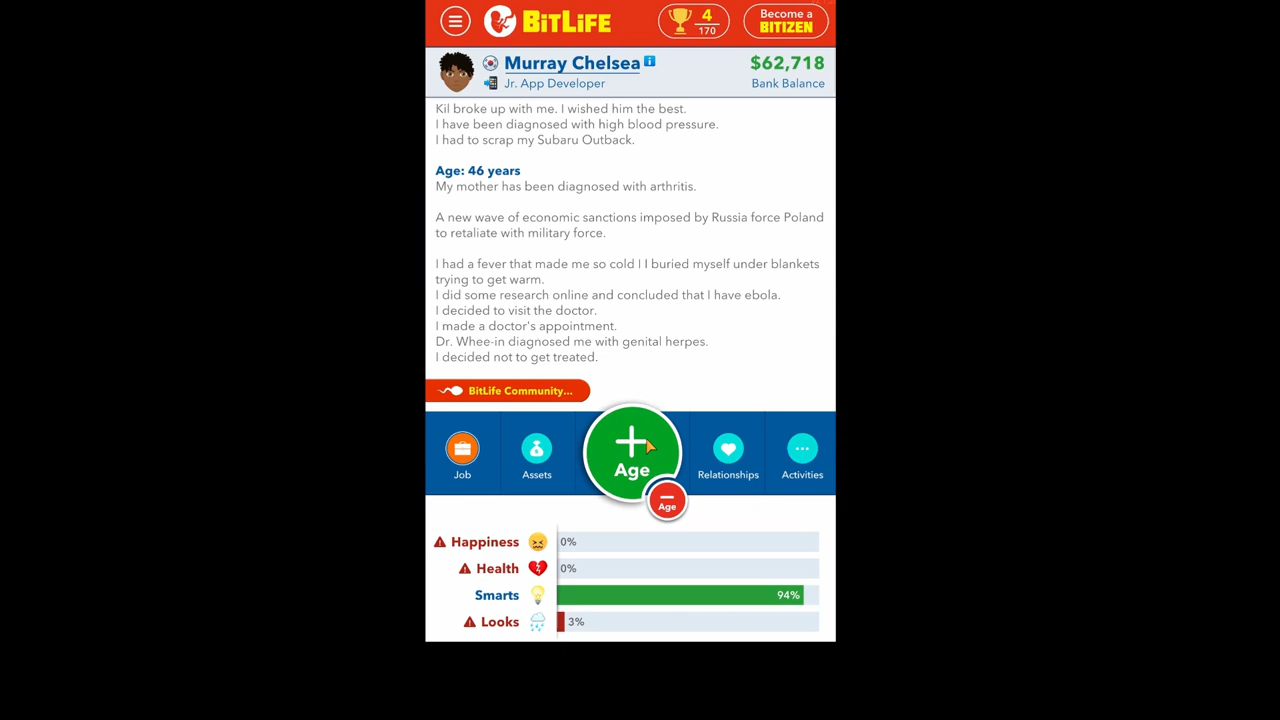 BITLIFE
4
170
Become a
BITIZEN
Murray Chelsea
Jr. App Developer
$62,718
Bank Balance
Kil broke up with me. I wished him the best.
I have been diagnosed with high blood pressure.
I had to scrap my Subaru Outback.
Age: 46 years
My mother has been diagnosed with arthritis.
A new wave of economic sanctions imposed by Russia force Poland
to retaliate with military force.
I had a fever that made me so cold I I buried myself under blankets
trying to get warm.
I did some research online and concluded that I have ebola.
I decided to visit the doctor.
I made a doctor's appointment.
Dr. Whee-in diagnosed me with genital herpes.
I decided not to get treated.
BitLife Community...
Job
Assets
Age
Age
Relationships
Activities
Happiness 0%
Health 0%
Smarts 94%
Looks 3%